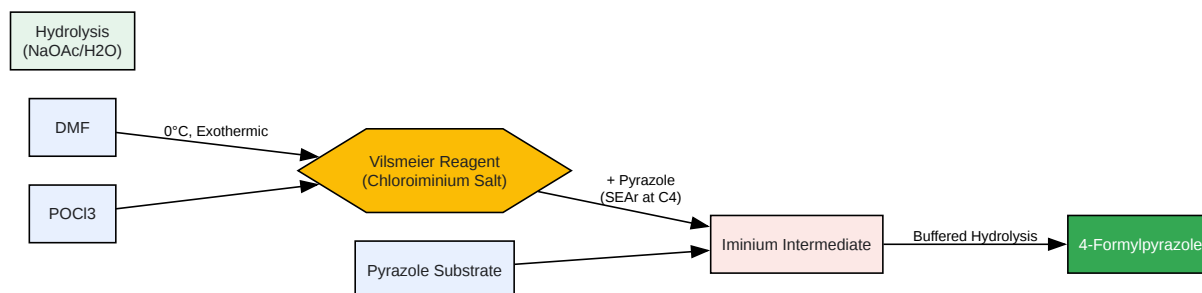 Hydrolysis
(NaOAc/H2O)
DMF
0°C, Exothermic
POCl3
Vilsmeier Reagent
(Chloroiminium Salt)
+ Pyrazole
(SEAr at C4)
Pyrazole Substrate
Iminium Intermediate
Buffered Hydrolysis
4-Formylpyrazole